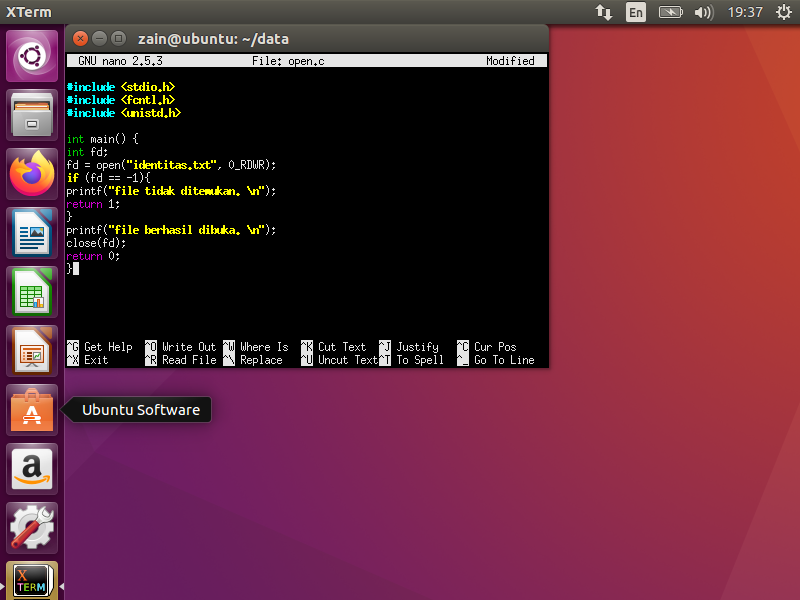 XTerm
En
19:37
zain@ubuntu: ~/data
GNU nano 2.5.3 File: open.c Modified
#include <stdio.h>
#include <fcntl.h>
#include <unistd.h>
int main() {
int fd;
fd = open("identitas.txt", O_RDWR);
if (fd == -1){
printf("file tidak ditemukan. \n");
return 1;
}
printf("file berhasil dibuka. \n");
close(fd);
return 0;
}
^G Get Help ^O Write Out ^W Where Is ^K Cut Text ^J Justify ^C Cur Pos
^X Exit ^R Read File ^\ Replace ^U Uncut Text ^T To Spell ^_ Go To Line
A
Ubuntu Software
a
X
TERM